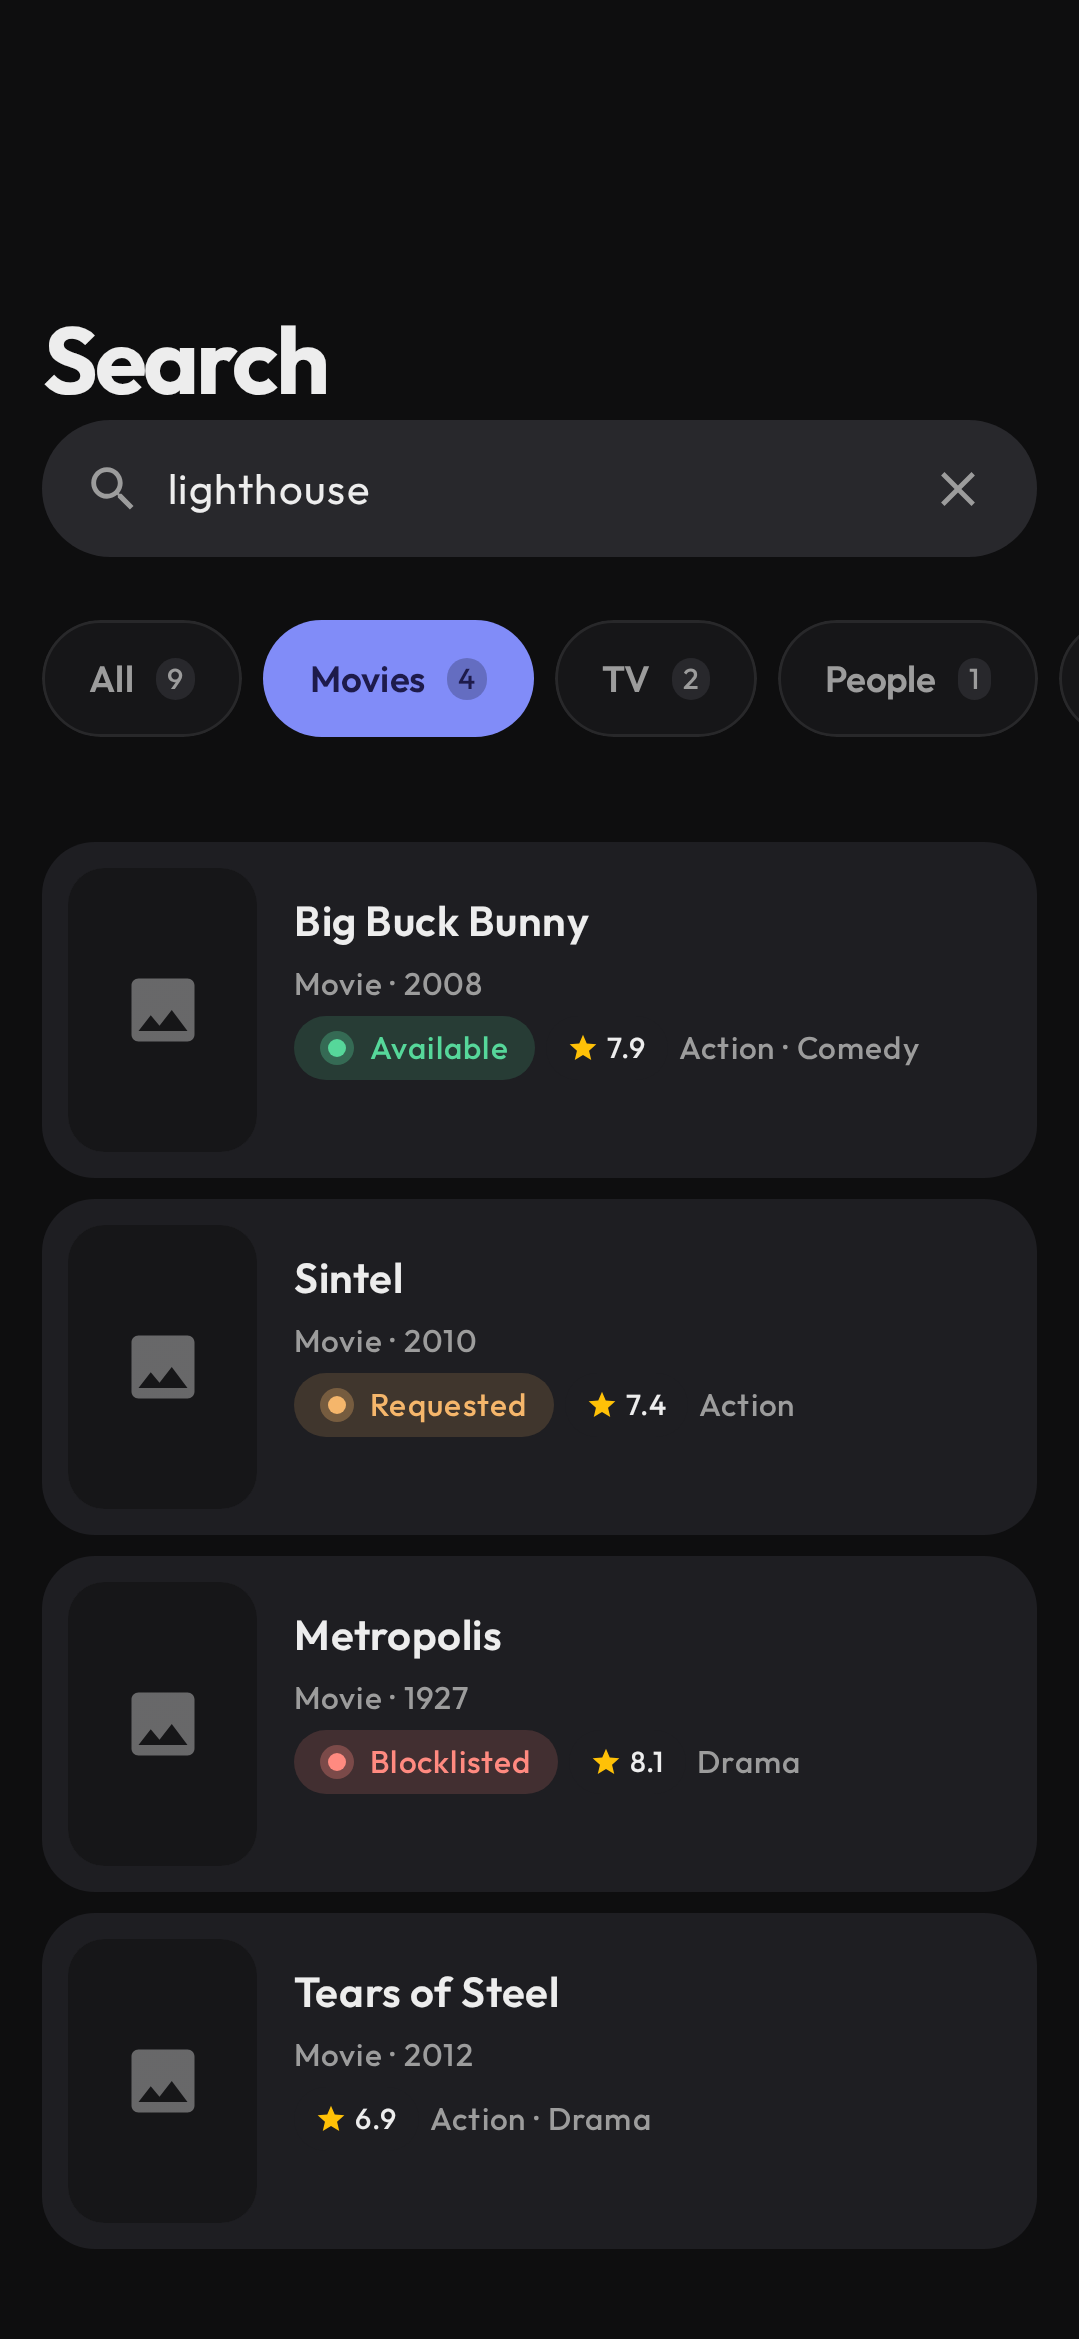 Search
lighthouse
All 9 Movies 4 TV 2 People 1
Big Buck Bunny
Movie · 2008
Available 7.9 Action · Comedy
Sintel
Movie · 2010
Requested 7.4 Action
Metropolis
Movie · 1927
Blocklisted 8.1 Drama
Tears of Steel
Movie · 2012
6.9 Action · Drama